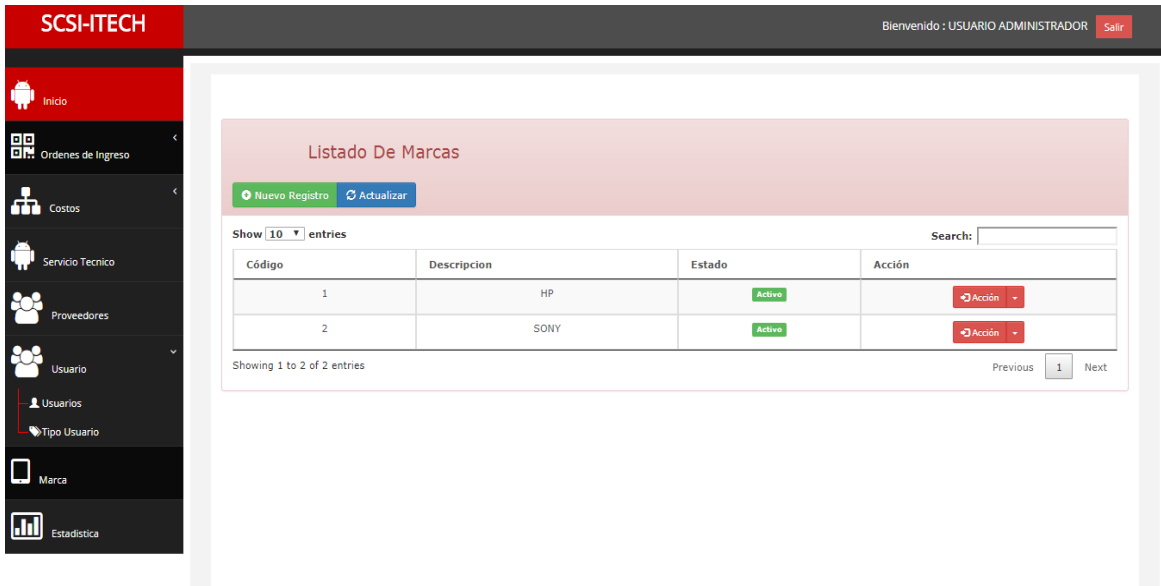 SCSI-ITECH
Bienvenido : USUARIO ADMINISTRADOR Salir
Inicio
Ordenes de Ingreso
Costos
Servicio Tecnico
Proveedores
Usuario
Usuarios
Tipo Usuario
Marca
Estadistica
Listado De Marcas
Nuevo Registro Actualizar
Show 10 entries Search:
Código Descripcion Estado Acción
1 HP Activo Acción
2 SONY Activo Acción
Showing 1 to 2 of 2 entries Previous 1 Next